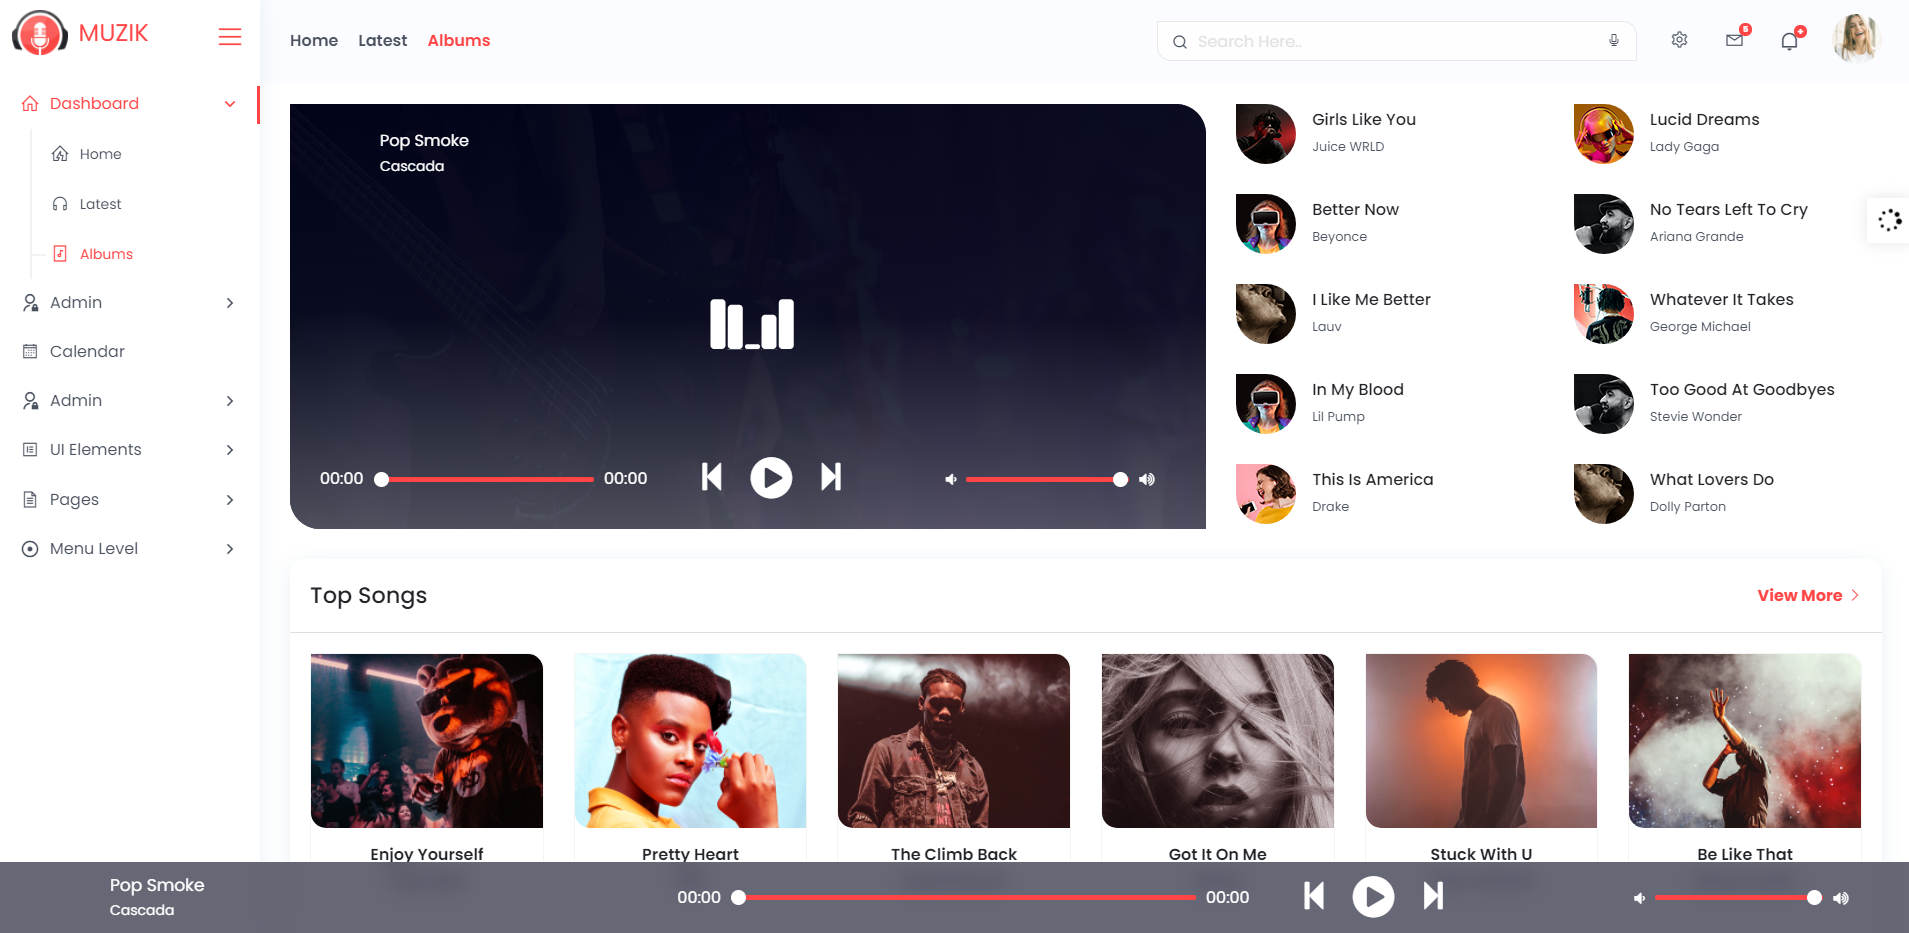 MUZIK
Home Latest Albums
Search Here..
5
Dashboard
Home
Latest
Albums
Admin
Calendar
Admin
UI Elements
Pages
Menu Level
Pop Smoke
Cascada
00:00 00:00
Girls Like You
Juice WRLD
Lucid Dreams
Lady Gaga
Better Now
Beyonce
No Tears Left To Cry
Ariana Grande
I Like Me Better
Lauv
Whatever It Takes
George Michael
In My Blood
Lil Pump
Too Good At Goodbyes
Stevie Wonder
This Is America
Drake
What Lovers Do
Dolly Parton
Top Songs
View More
Enjoy Yourself
Pretty Heart
The Climb Back
Got It On Me
Stuck With U
Be Like That
Pop Smoke
Cascada
00:00 00:00